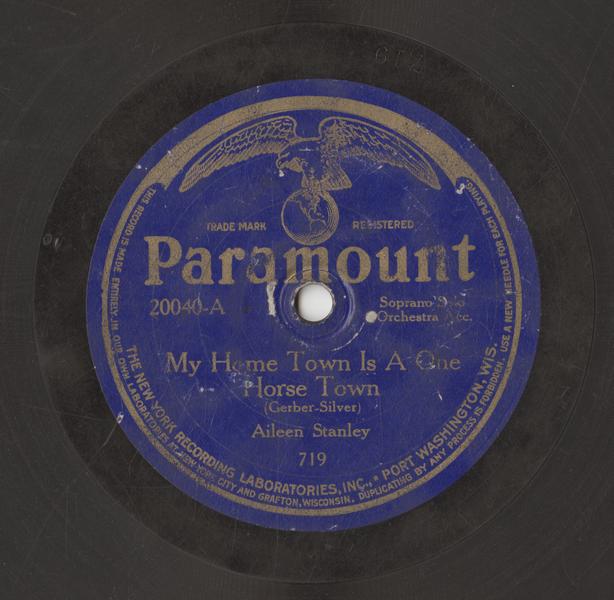 TRADE MARK REGISTERED
Paramount
20040-A
Soprano Solo
Orchestra Acc.
My Home Town Is A One
Horse Town
(Gerber-Silver)
Aileen Stanley
719
THE NEW YORK RECORDING LABORATORIES, INC., PORT WASHINGTON, WIS.
THIS RECORD IS MADE ENTIRELY IN OUR OWN LABORATORIES AT NEW YORK CITY AND GRAFTON, WISCONSIN. DUPLICATING BY ANY PROCESS IS FORBIDDEN. USE A NEW NEEDLE FOR EACH PLAYING